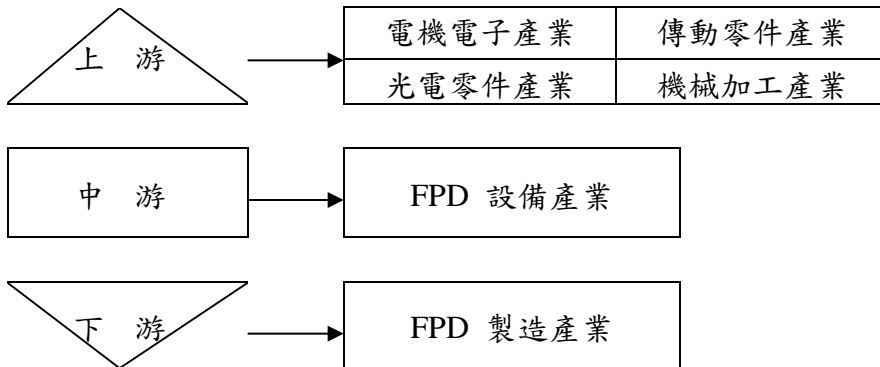 電機電子產業 傳動零件產業
上 游
光電零件產業 機械加工產業
中 游 FPD 設備產業
下 游 FPD 製造產業